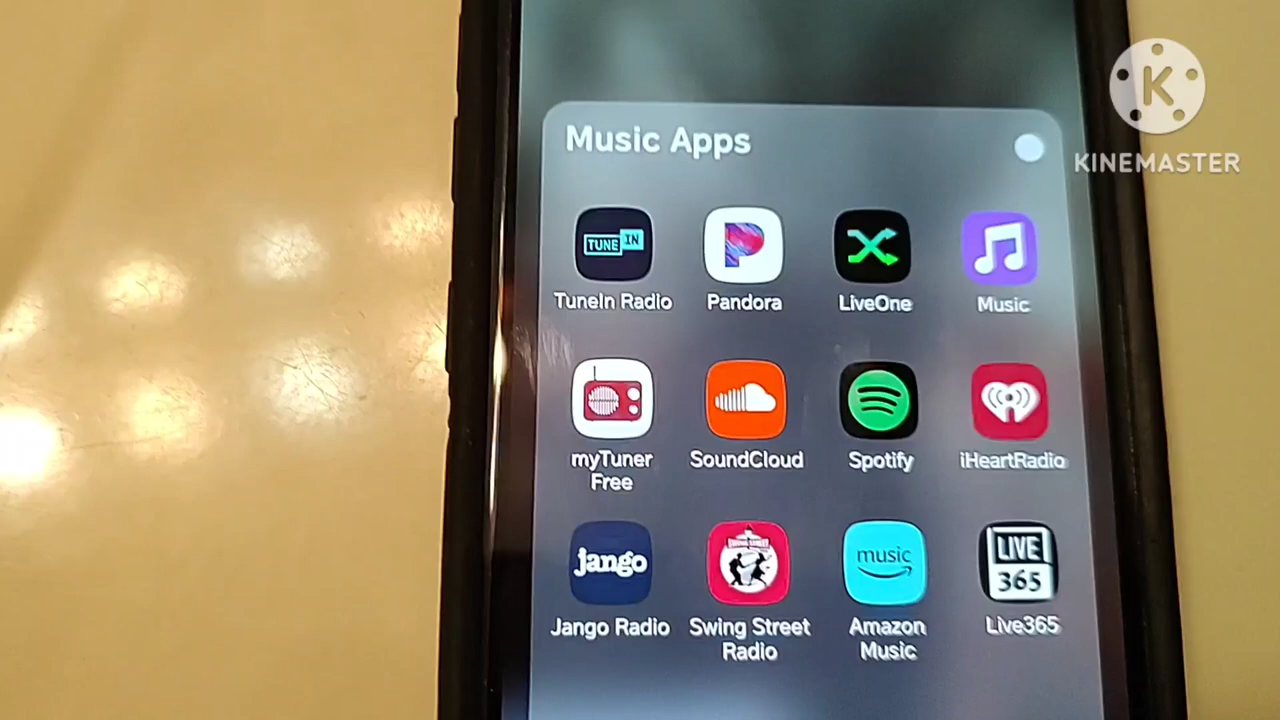 Music Apps
K
KINEMASTER
TUNE IN
TuneIn Radio
Pandora
LiveOne
Music
myTuner
Free
SoundCloud
Spotify
iHeartRadio
jango
music
LIVE
365
Jango Radio
Swing Street
Radio
Amazon
Music
Live365